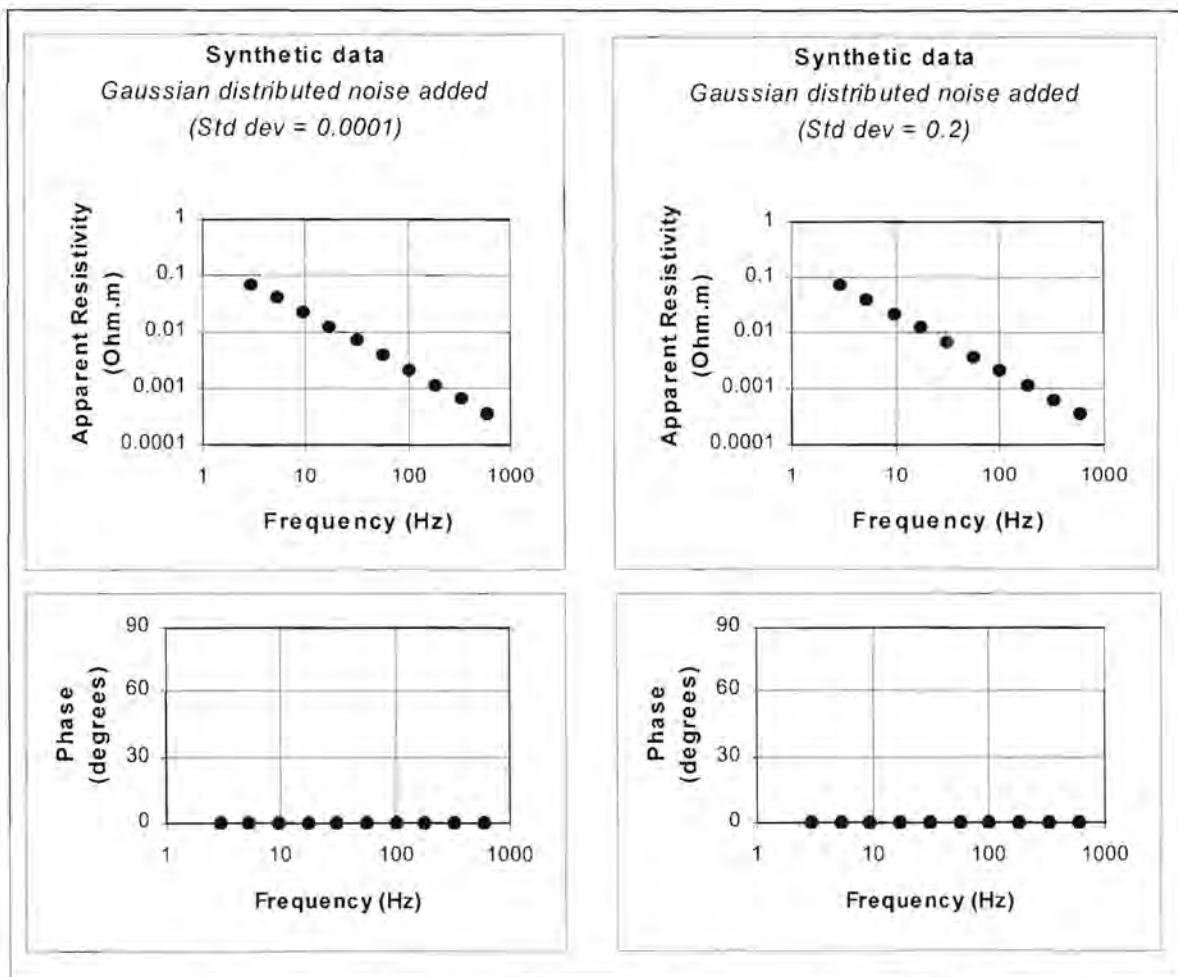 Synthetic data
Gaussian distributed noise added
(Std dev = 0.0001)
Apparent Resistivity
(Ohm.m)
1
0.1
0.01
0.001
0.0001
1 10 100 1000
Frequency (Hz)
Synthetic data
Gaussian distributed noise added
(Std dev = 0.2)
Apparent Resistivity
(Ohm.m)
1
0.1
0.01
0.001
0.0001
1 10 100 1000
Frequency (Hz)
Phase
(degrees)
90
60
30
0
1 10 100 1000
Frequency (Hz)
Phase
(degrees)
90
60
30
0
1 10 100 1000
Frequency (Hz)